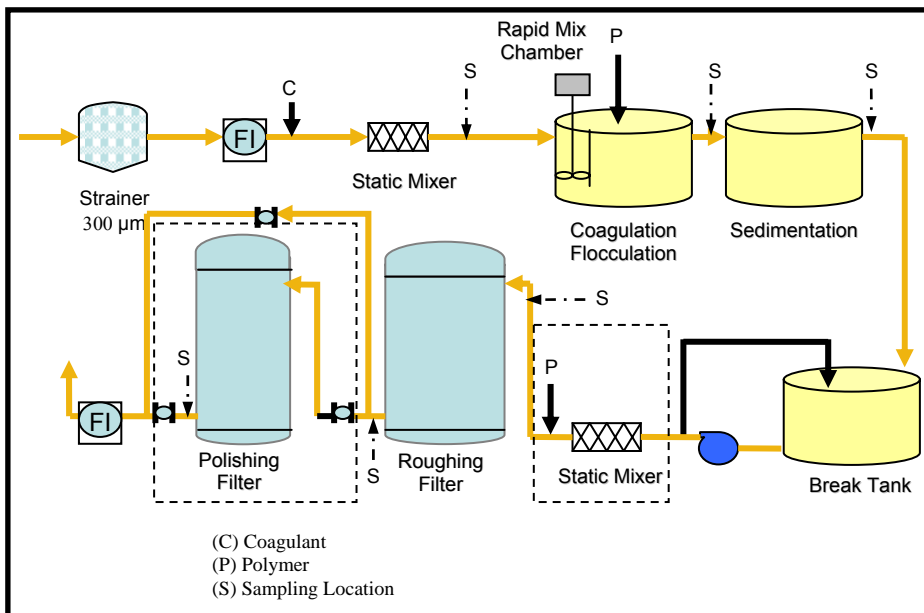 Rapid Mix
Chamber
P
S
S
S
C
FI
Static Mixer
Strainer
300 µm
Coagulation
Flocculation
Sedimentation
S
S
P
FI
Polishing
Filter
S
Roughing
Filter
Static Mixer
Break Tank
(C) Coagulant
(P) Polymer
(S) Sampling Location